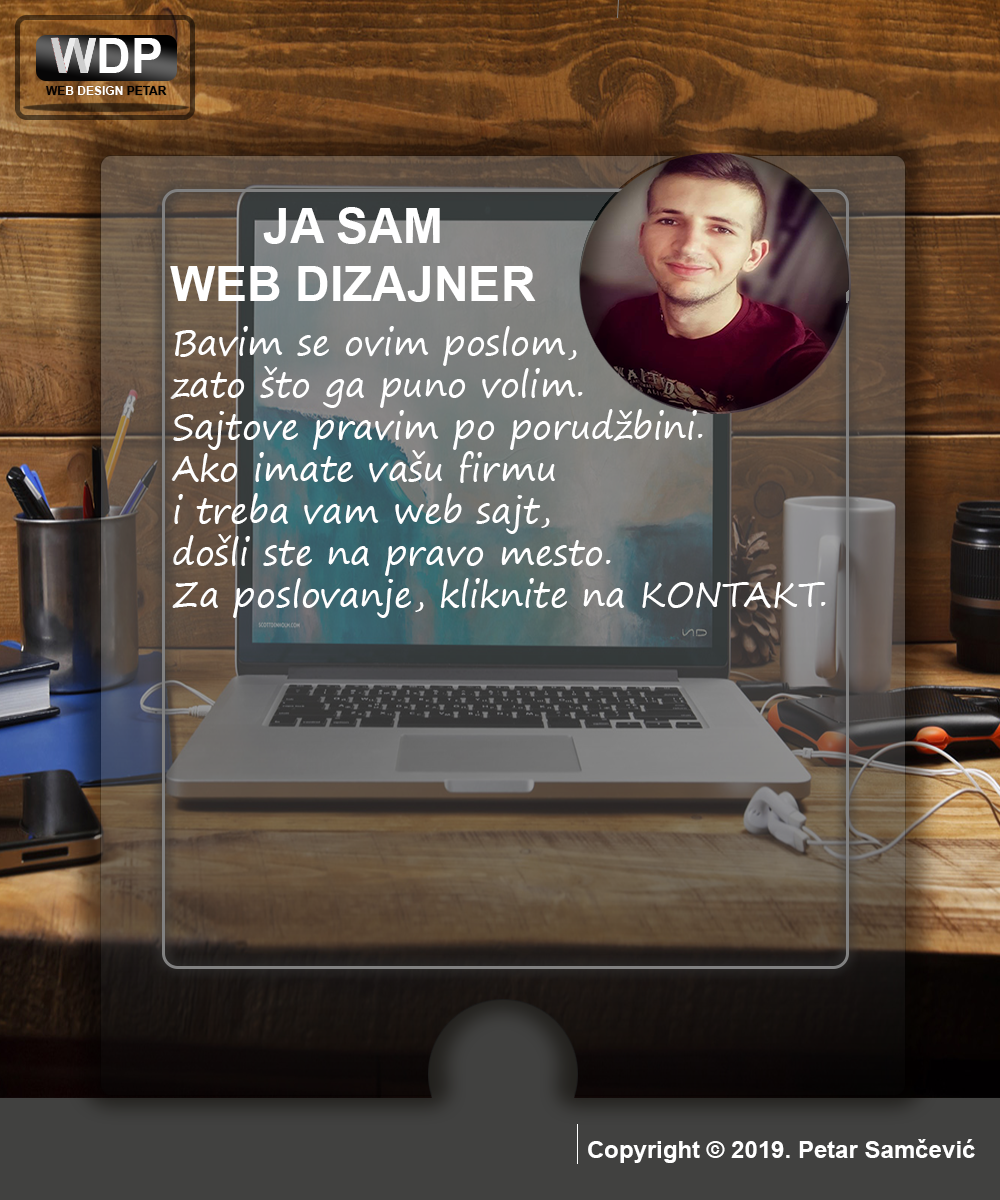 WDP
WEB DESIGN PETAR
JA SAM
WEB DIZAJNER
Bavim se ovim poslom,
zato što ga puno volim.
Sajtove pravim po porudžbini.
Ako imate vašu firmu
i treba vam web sajt,
došli ste na pravo mesto.
Za poslovanje, kliknite na KONTAKT.
Copyright © 2019. Petar Samčević